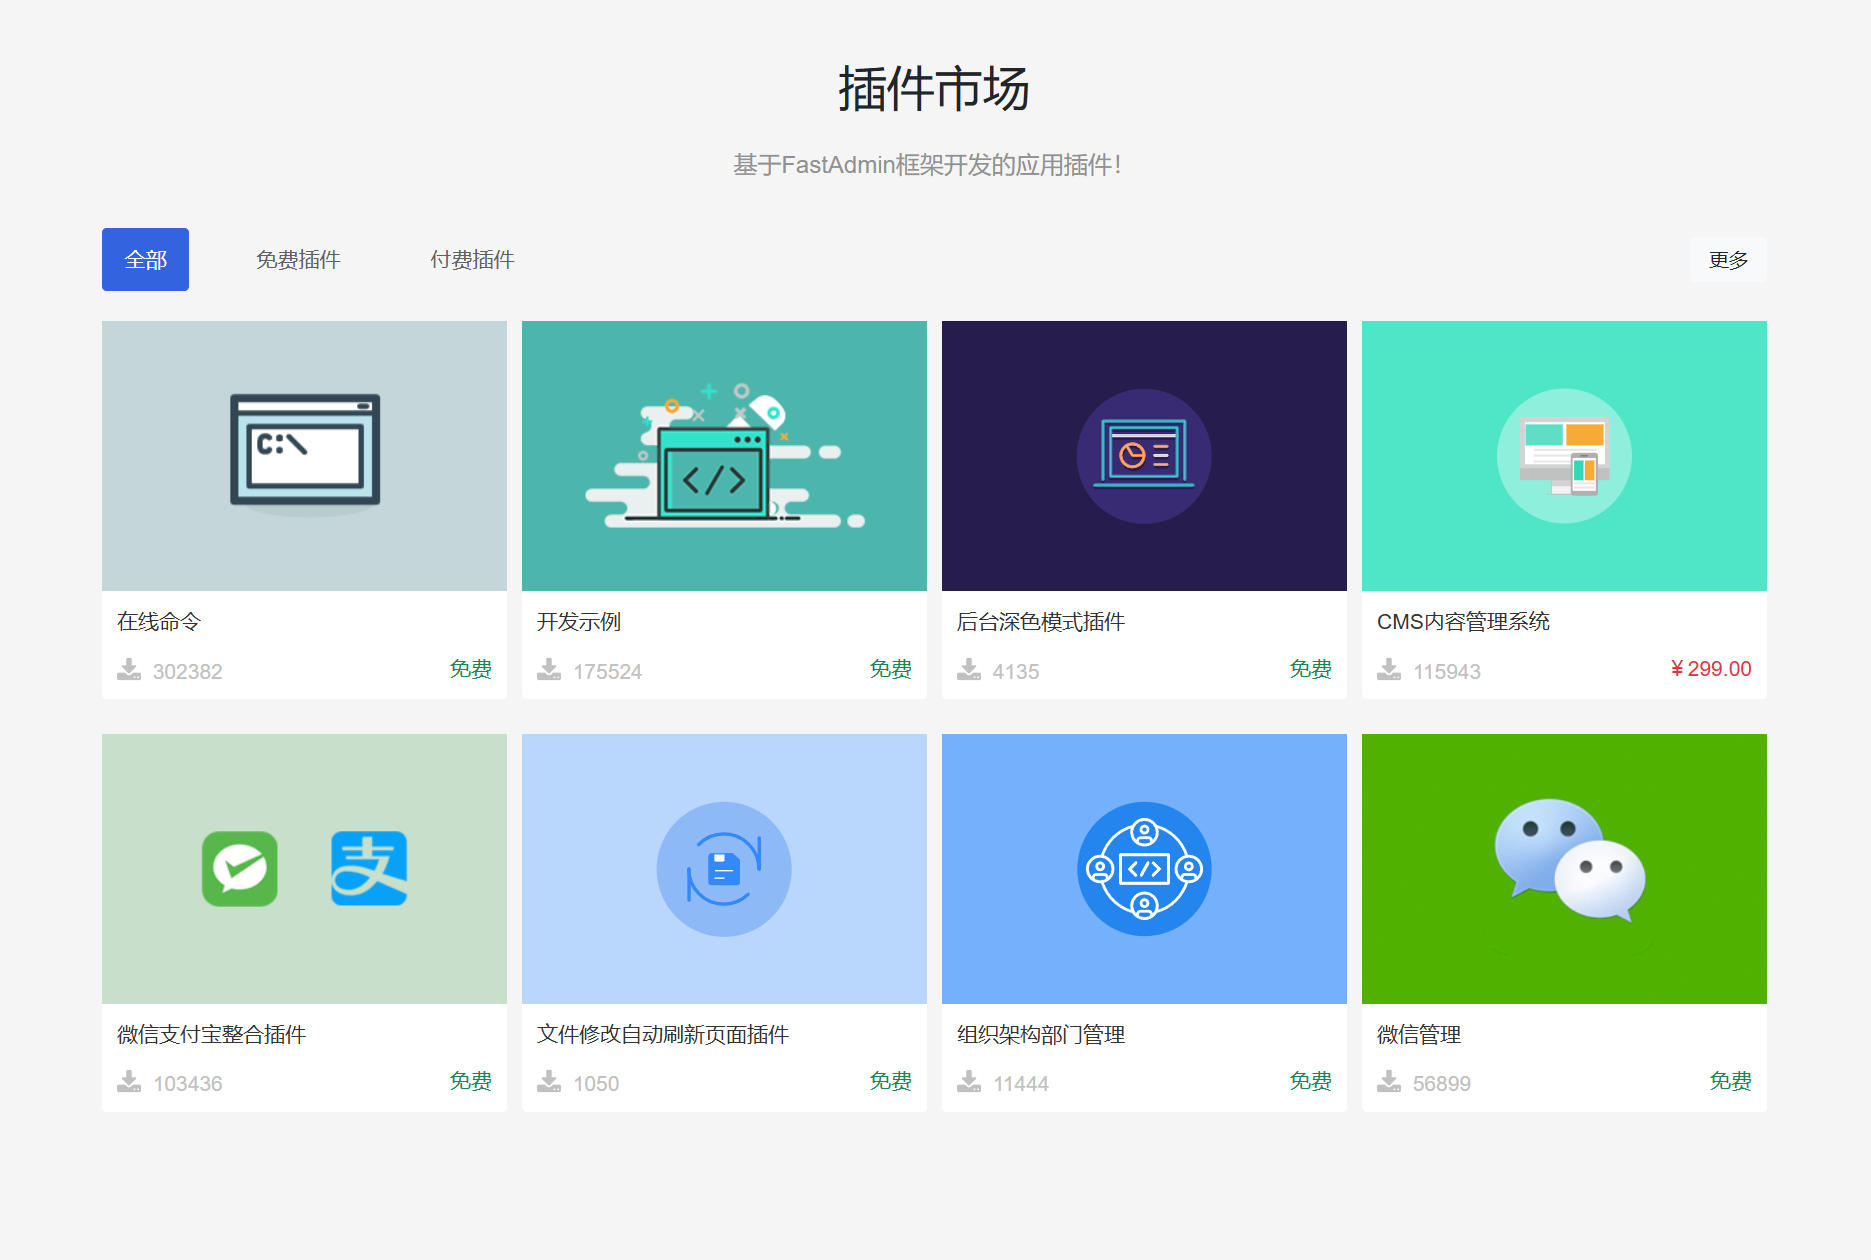 插件市场
基于FastAdmin框架开发的应用插件！
全部
免费插件
付费插件
更多
C:\
</>
在线命令
302382
免费
开发示例
175524
免费
后台深色模式插件
4135
免费
CMS内容管理系统
115943
¥ 299.00
支
</>
微信支付宝整合插件
103436
免费
文件修改自动刷新页面插件
1050
免费
组织架构部门管理
11444
免费
微信管理
56899
免费